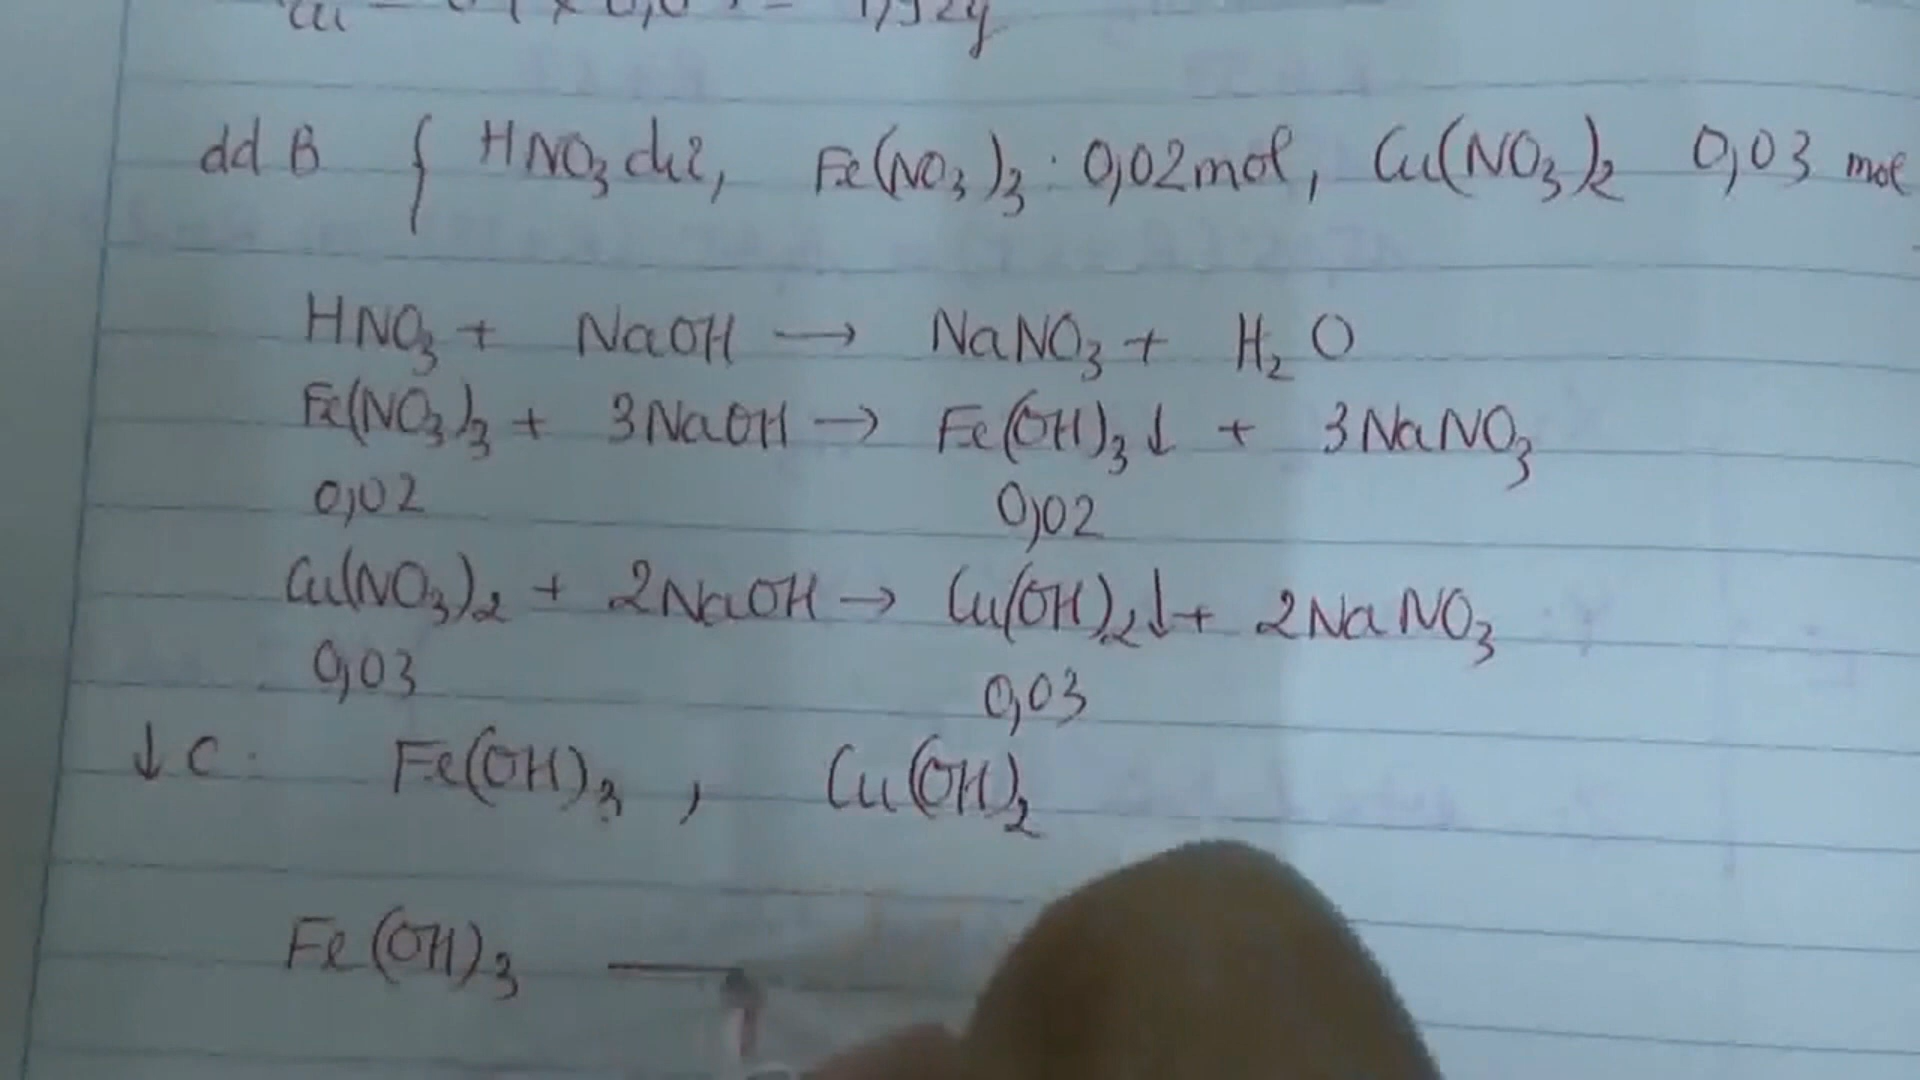 dd B { HNO₃ dư, Fe(NO₃)₃ : 0,02 mol, Cu(NO₃)₂ 0,03 mol
HNO₃ + NaOH → NaNO₃ + H₂O
Fe(NO₃)₃ + 3NaOH → Fe(OH)₃↓ + 3NaNO₃
0,02 0,02
Cu(NO₃)₂ + 2NaOH → Cu(OH)₂↓ + 2NaNO₃
0,03 0,03
↓ C: Fe(OH)₃ , Cu(OH)₂
Fe(OH)₃